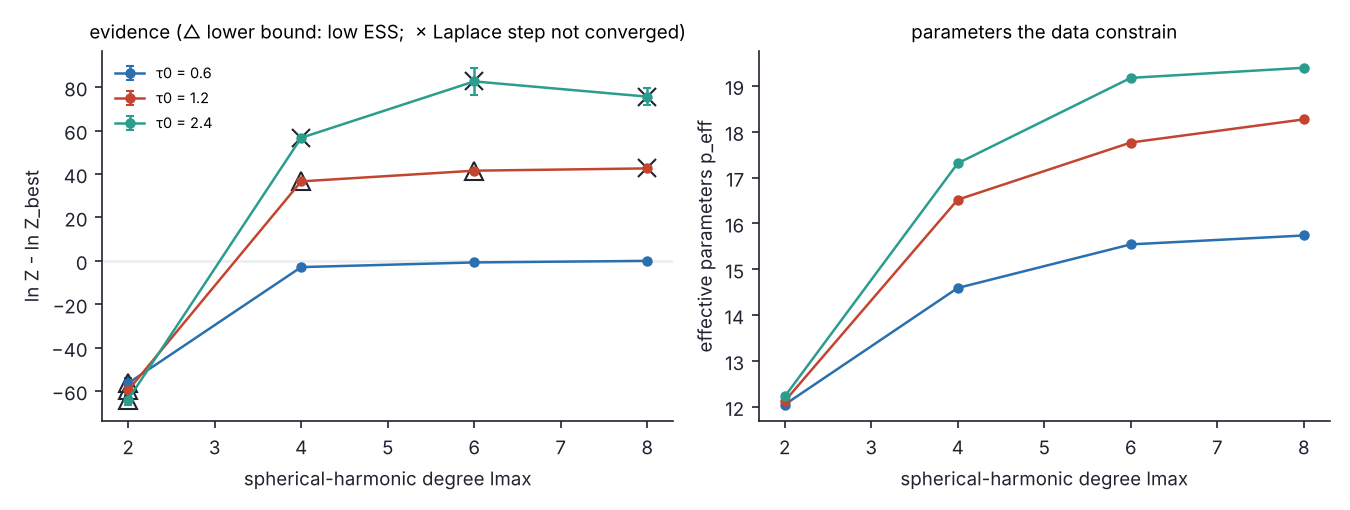 evidence (△ lower bound: low ESS; × Laplace step not converged)
τ0 = 0.6
τ0 = 1.2
τ0 = 2.4
80
60
40
20
0
−20
−40
−60
ln Z - ln Z_best
2 3 4 5 6 7 8
spherical-harmonic degree lmax
parameters the data constrain
19
18
17
16
15
14
13
12
effective parameters p_eff
2 3 4 5 6 7 8
spherical-harmonic degree lmax